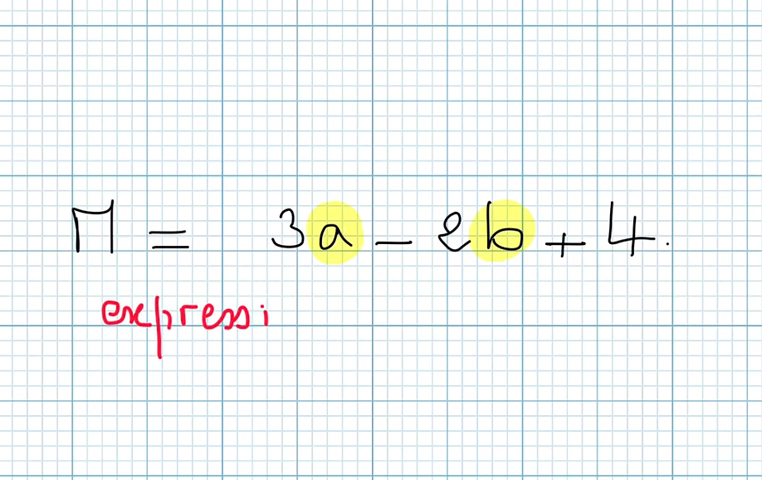 M = 3a - 2b + 4.
expressi